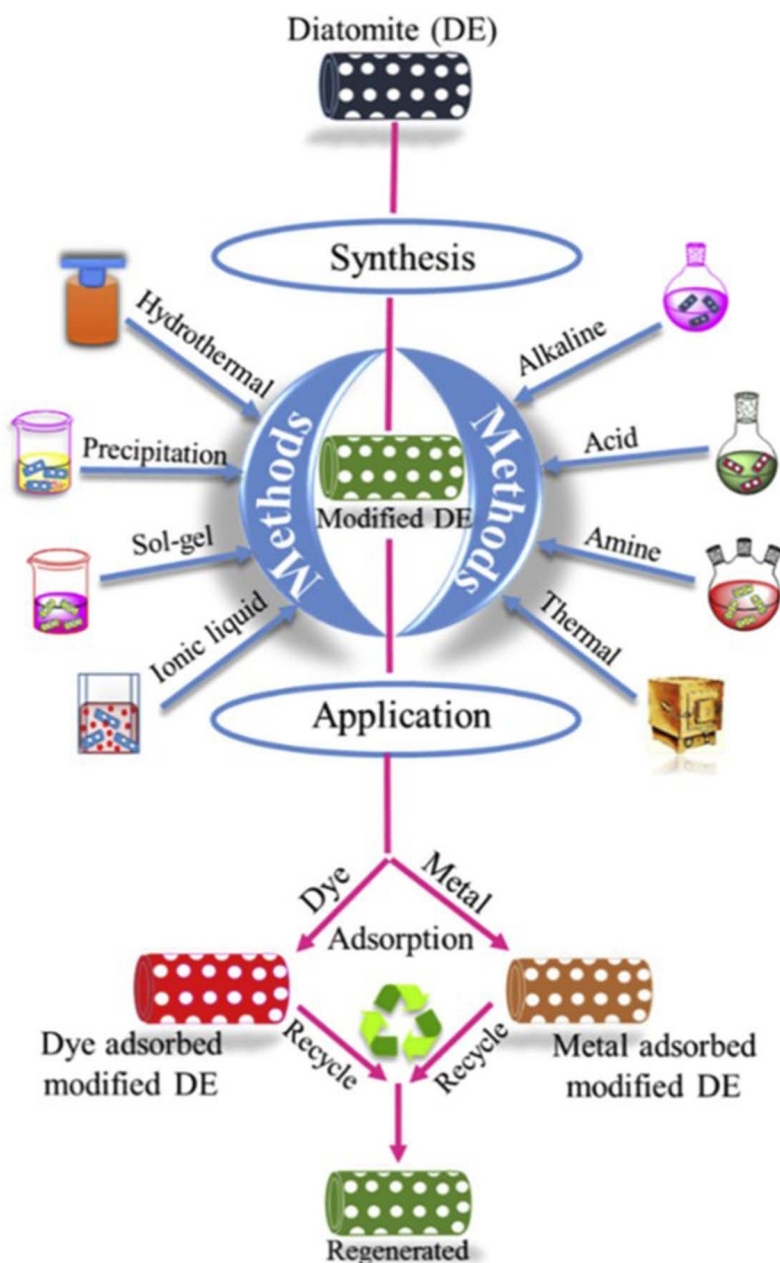 Diatomite (DE)
Synthesis
Hydrothermal
Alkaline
Precipitation
Acid
Methods
Methods
Modified DE
Sol-gel
Amine
Ionic liquid
Thermal
Application
Dye
Metal
Adsorption
Dye adsorbed
modified DE
Recycle
Recycle
Metal adsorbed
modified DE
Regenerated